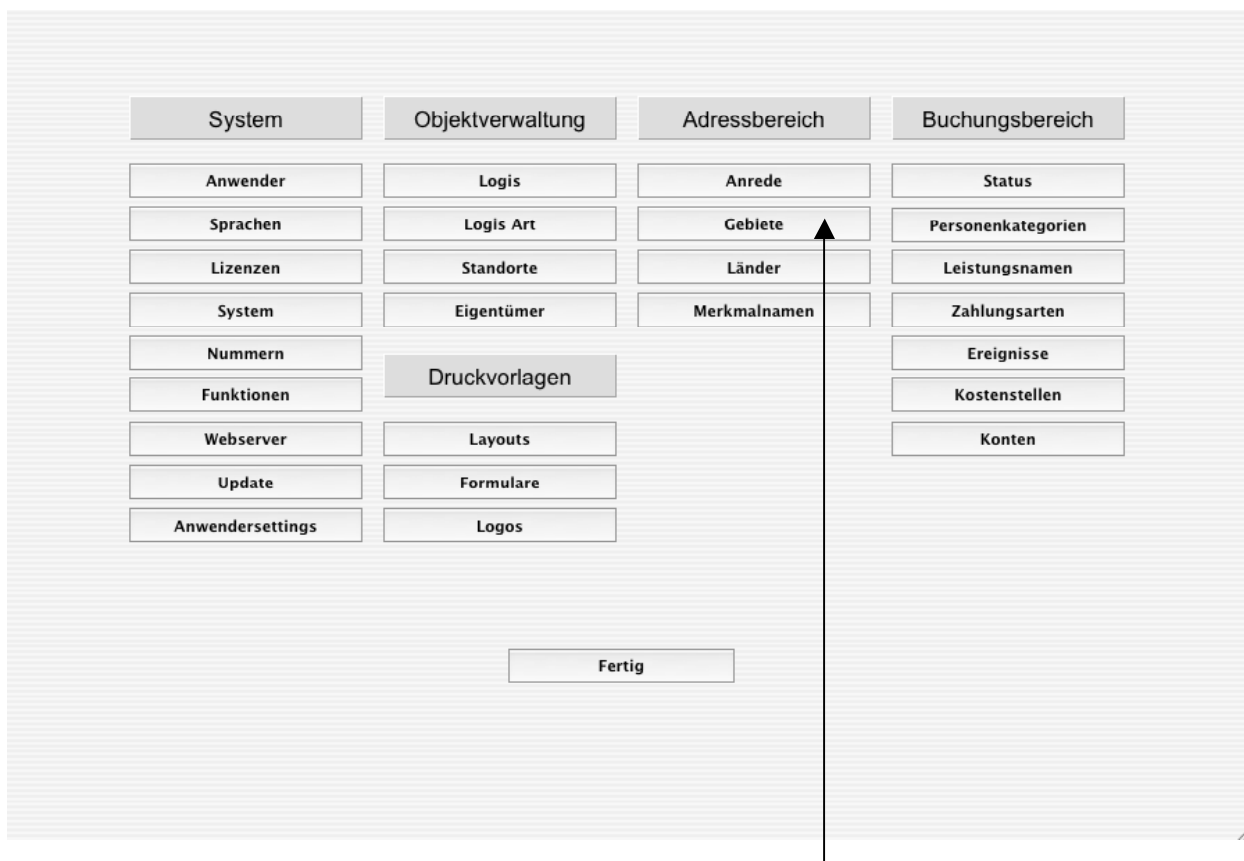 System
Objektverwaltung
Adressbereich
Buchungsbereich
Anwender
Logis
Anrede
Status
Sprachen
Logis Art
Gebiete
Personenkategorien
Lizenzen
Standorte
Länder
Leistungsnamen
System
Eigentümer
Merkmalnamen
Zahlungsarten
Nummern
Ereignisse
Druckvorlagen
Funktionen
Kostenstellen
Webserver
Layouts
Konten
Update
Formulare
Anwendersettings
Logos
Fertig